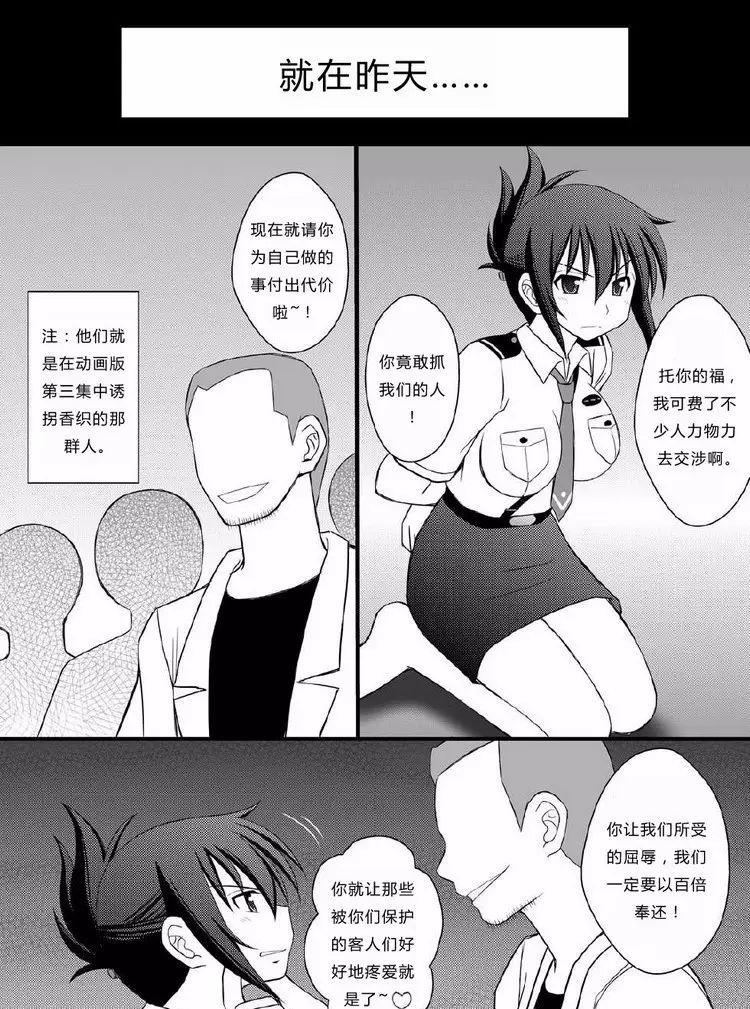 就在昨天……
托你的福，
我可费了不
少人力物力
去交涉啊。
你竟敢抓
我们的人
！
现在就请你
为自己做的
事付出代价
啦~！
注：他们就
是在动画版
第三集中诱
拐香织的那
群人。
你让我们所受
的屈辱，我们
一定要以百倍
奉还！
你就让那些
被你们保护
的客人们好
好地疼爱就
是了~♡